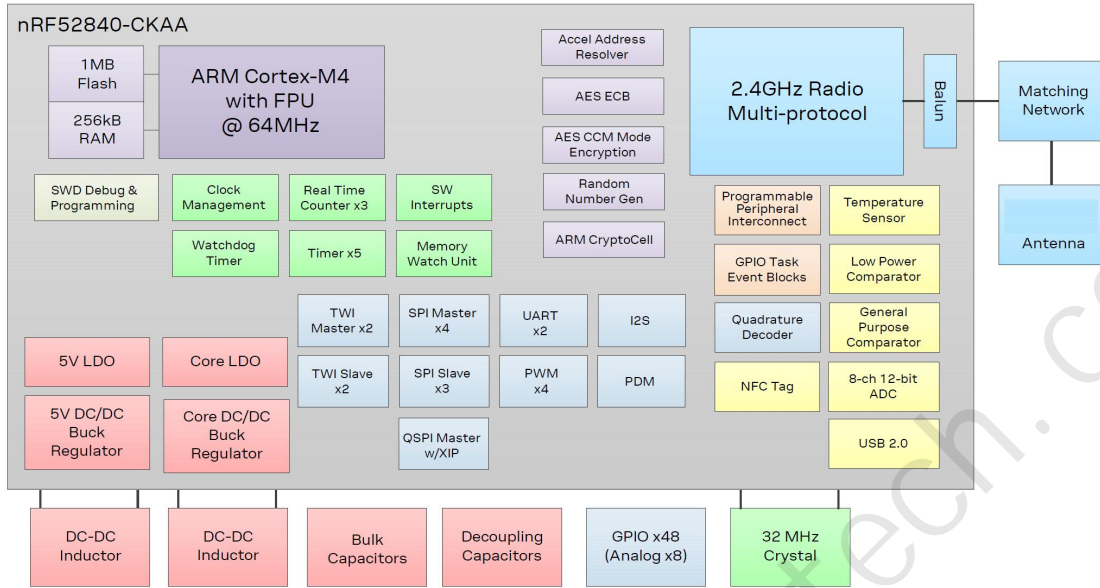 nRF52840-CKAA
1MB
Flash
256kB
RAM
ARM Cortex-M4
with FPU
@ 64MHz
Accel Address
Resolver
AES ECB
AES CCM Mode
Encryption
Random
Number Gen
ARM CryptoCell
2.4GHz Radio
Multi-protocol
Balun
Matching
Network
Antenna
SWD Debug &
Programming
Clock
Management
Real Time
Counter x3
SW
Interrupts
Watchdog
Timer
Timer x5
Memory
Watch Unit
Programmable
Peripheral
Interconnect
Temperature
Sensor
GPIO Task
Event Blocks
Low Power
Comparator
Quadrature
Decoder
General
Purpose
Comparator
NFC Tag
8-ch 12-bit
ADC
USB 2.0
TWI
Master x2
SPI Master
x4
UART
x2
I2S
TWI Slave
x2
SPI Slave
x3
PWM
x4
PDM
QSPI Master
w/XIP
5V LDO
Core LDO
5V DC/DC
Buck
Regulator
Core DC/DC
Buck
Regulator
DC-DC
Inductor
DC-DC
Inductor
Bulk
Capacitors
Decoupling
Capacitors
GPIO x48
(Analog x8)
32 MHz
Crystal